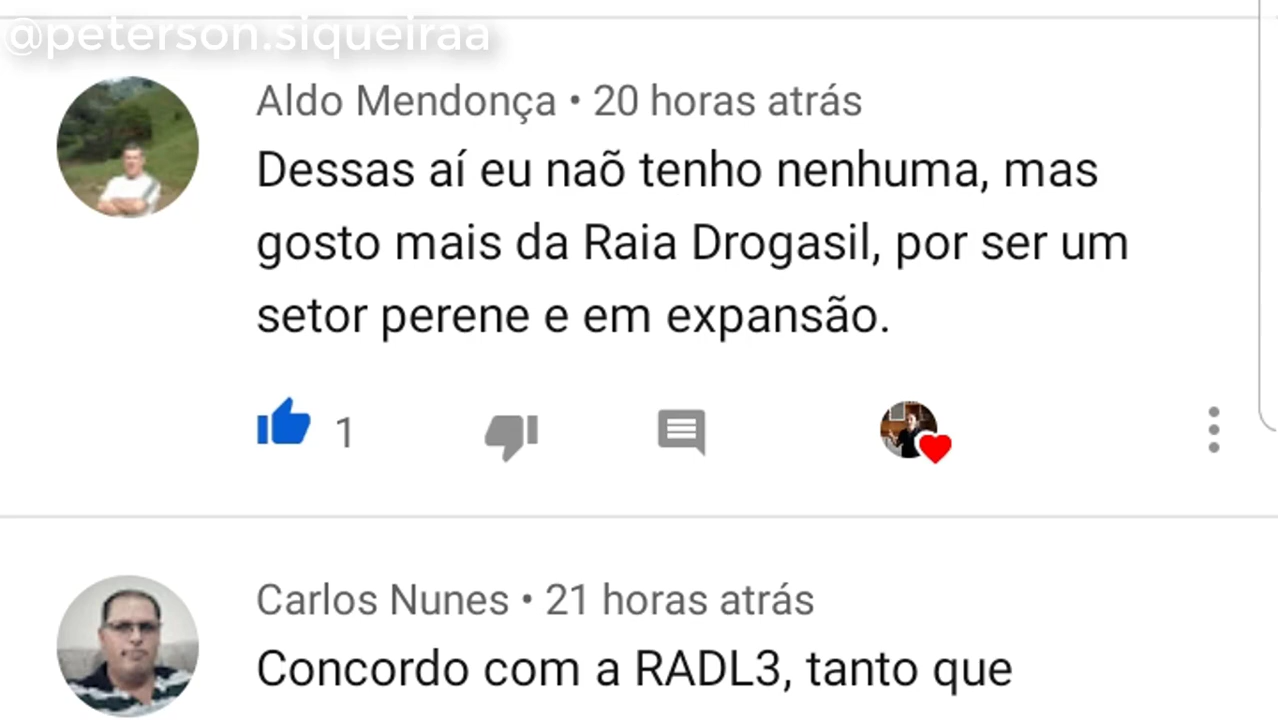 @peterson.siqueiraa
Aldo Mendonça • 20 horas atrás
Dessas aí eu naõ tenho nenhuma, mas
gosto mais da Raia Drogasil, por ser um
setor perene e em expansão.
1
Carlos Nunes • 21 horas atrás
Concordo com a RADL3, tanto que